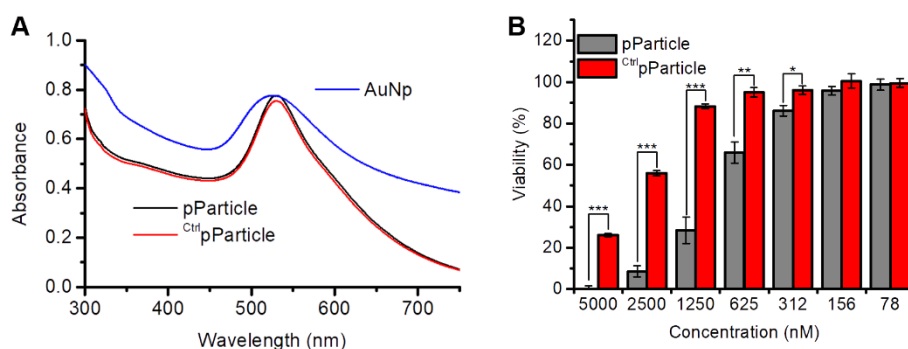 A
1.0
0.8
0.6
0.4
0.2
0.0
Absorbance
AuNp
pParticle
CtrlpParticle
300
400
500
600
700
Wavelength (nm)
B
120
100
80
60
40
20
0
Viability (%)
pParticle
CtrlpParticle
***
***
***
**
*
5000
2500
1250
625
312
156
78
Concentration (nM)